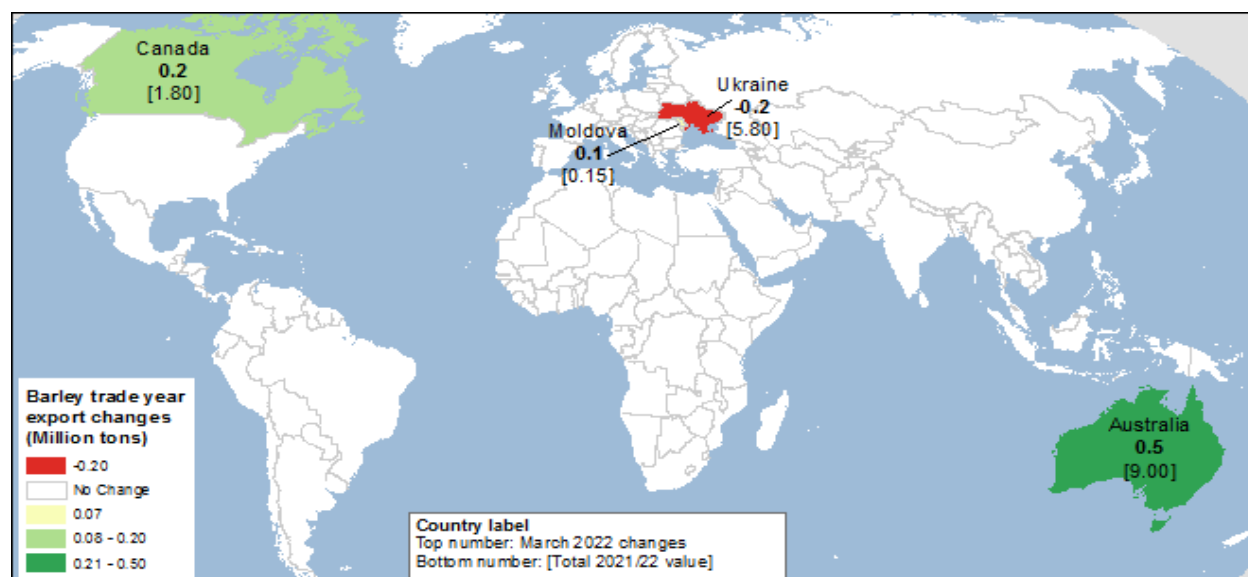 Canada
0.2
[1.80]
Ukraine
-0.2
[5.80]
Moldova
0.1
[0.15]
Australia
0.5
[9.00]
Barley trade year
export changes
(Million tons)
-0.20
No Change
0.07
0.08 - 0.20
0.21 - 0.50
Country label
Top number: March 2022 changes
Bottom number: [Total 2021/22 value]